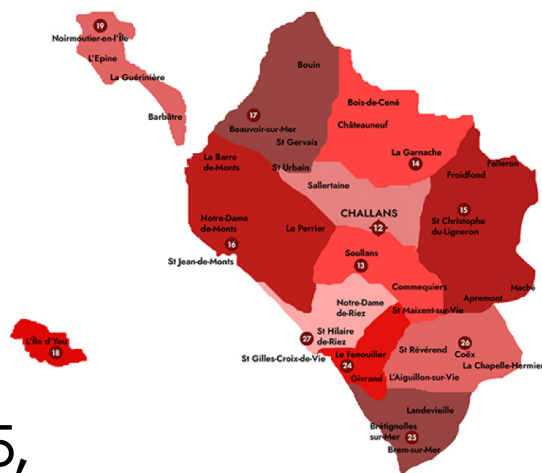 19
Noirmoutier-en-l'Île
L'Epine
La Guérinière
Barbâtre
Bouin
17
Beauvoir-sur-Mer
St Gervais
St Urbain
Bois-de-Cené
Châteauneuf
La Garnache
14
Falleron
Froidfond
15
St Christophe
du-Ligneron
Maché
Apremont
La Barre
de-Monts
Notre-Dame
de-Monts
16
St Jean-de-Monts
Le Perrier
Sallertaine
CHALLANS
12
Soullans
13
Commequiers
St Maixent-sur-Vie
Notre-Dame
de-Riez
27
St Hilaire
de-Riez
St Gilles-Croix-de-Vie
Le Fenouiller
24
Givrand
St Révérend
26
Coëx
La Chapelle-Hermier
L'Aiguillon-sur-Vie
Landevieille
Brétignolles
sur-Mer
25
Brem-sur-Mer
L'Île d'Yeu
18
5,